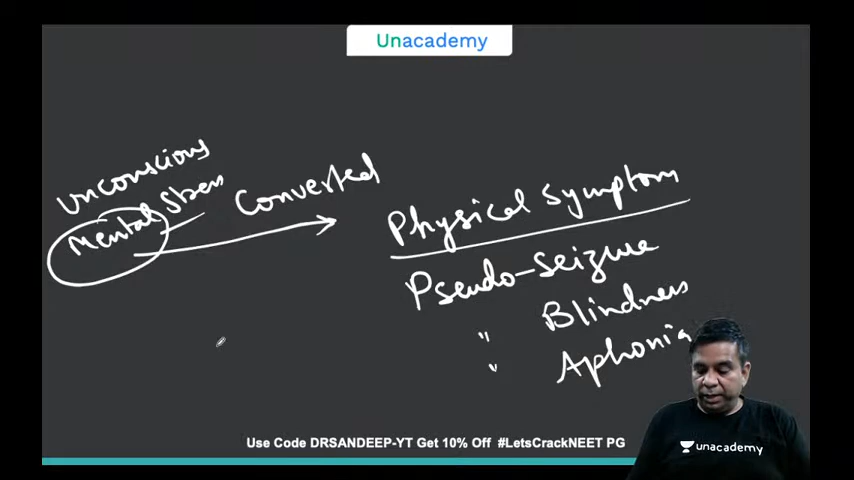 Unacademy
Unconscious
Mental Stress
Converted
Physical Symptom
Pseudo-seizure
" Blindness
" Aphonia
unacademy
Use Code DRSANDEEP-YT Get 10% Off #LetsCrackNEET PG